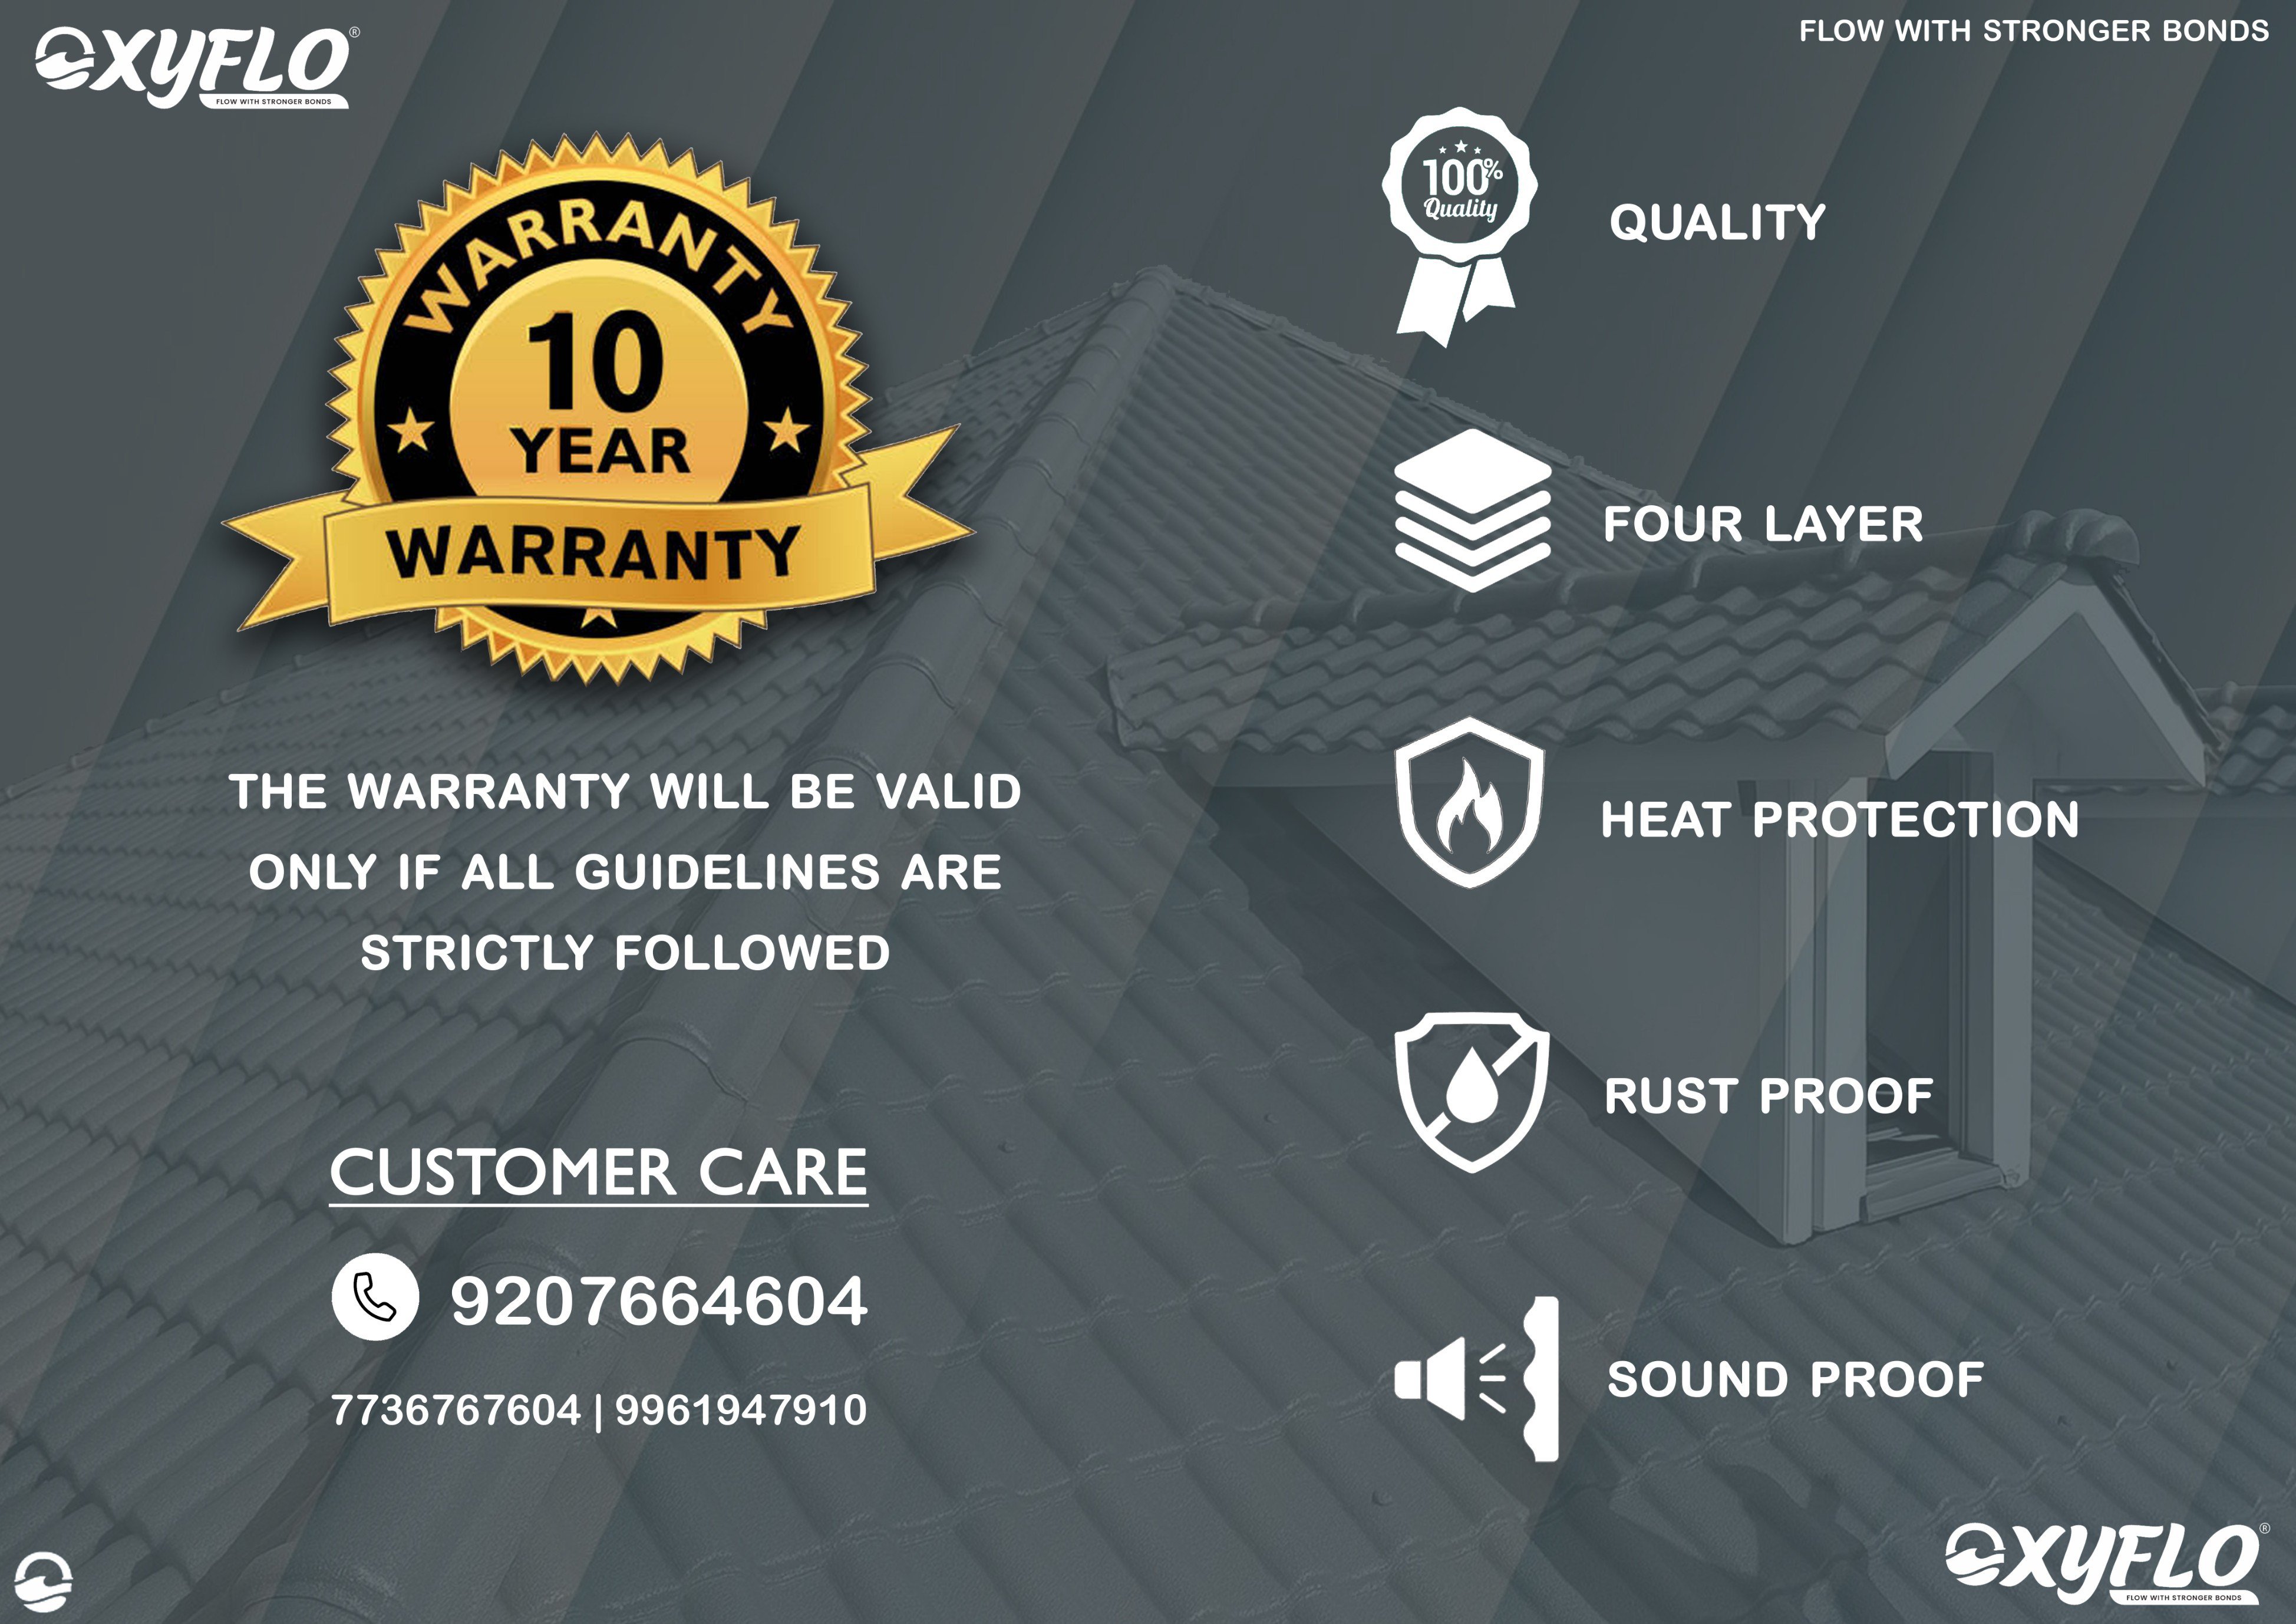 OXYFLO®
FLOW WITH STRONGER BONDS
FLOW WITH STRONGER BONDS
WARRANTY
10
YEAR
WARRANTY
THE WARRANTY WILL BE VALID
ONLY IF ALL GUIDELINES ARE
STRICTLY FOLLOWED
CUSTOMER CARE
9207664604
7736767604 | 9961947910
100%
Quality
QUALITY
FOUR LAYER
HEAT PROTECTION
RUST PROOF
SOUND PROOF
OXYFLO®
FLOW WITH STRONGER BONDS